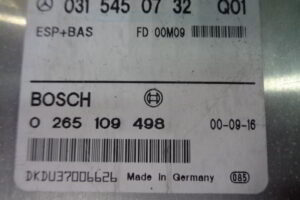 031 545 07 32 Q01
ESP+BAS FD 00M09
BOSCH
0 265 109 498 00-09-16
DKDU37006626 Made in Germany 085